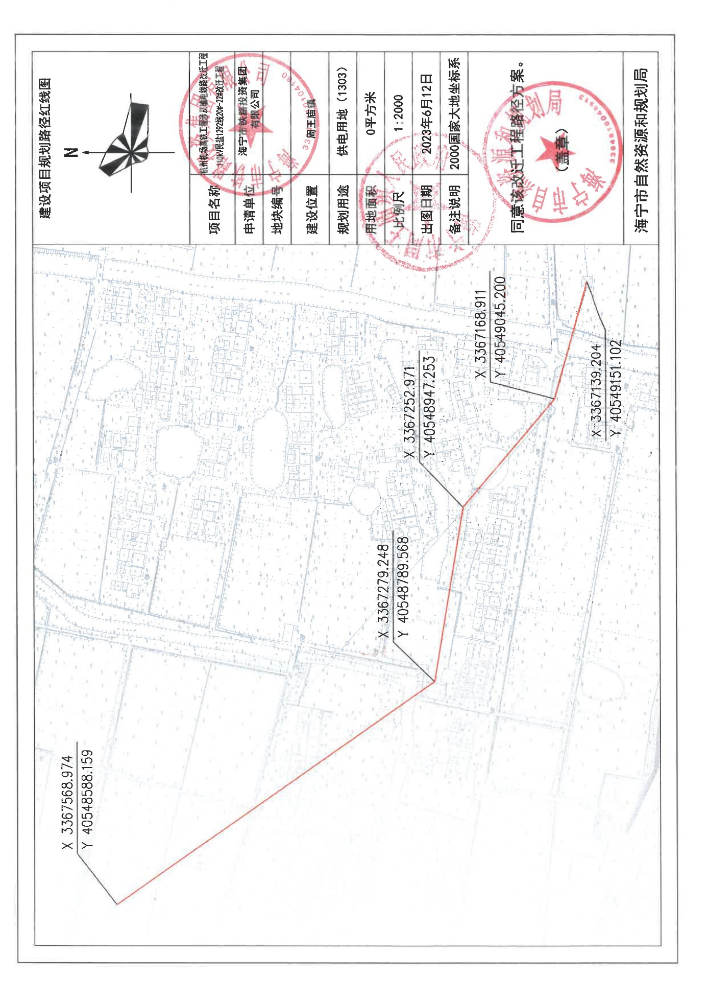 建设项目规划路径红线图
N
项目名称
杭州机场高铁工程涉及输电线路改迁工程
110kV民盐1292线20#-22#改迁工程
申请单位
海宁市铁路投资集团
有限公司
地块编号
建设位置
周王庙镇
规划用途
供电用地（1303）
用地面积
0平方米
比例尺
1:2000
出图日期
2023年6月12日
备注说明
2000国家大地坐标系
同意该改迁工程路径方案。
（盖章）
海宁市自然资源和规划局
X 3367568.974
Y 40548588.159
X 3367279.248
Y 40548789.568
X 3367252.971
Y 40548947.253
X 3367168.911
Y 40549045.200
X 3367139.204
Y 40549151.102